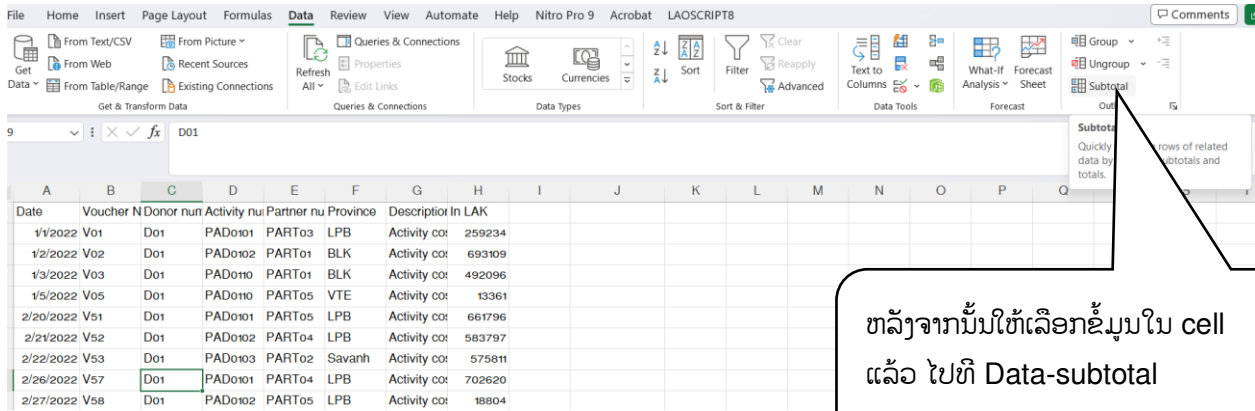 File Home Insert Page Layout Formulas Data Review View Automate Help Nitro Pro 9 Acrobat LAOSCRIPT8 Comments
From Text/CSV From Picture Queries & Connections Clear Group
Get Data From Web Recent Sources Refresh All Properties Stocks Currencies Sort Filter Reapply Text to Columns What-If Analysis Forecast Sheet Ungroup
From Table/Range Existing Connections Edit Links Advanced Subtotal
Get & Transform Data Queries & Connections Data Types Sort & Filter Data Tools Forecast
9 fx D01
Quickly rows of related
data by subtotals and
totals.
A B C D E F G H I J K L M N O P Q
Date Voucher N Donor num Activity nu Partner nu Province Description In LAK
1/1/2022 V01 D01 PAD0101 PART03 LPB Activity cos 259234
1/2/2022 V02 D01 PAD0102 PART01 BLK Activity cos 693109
1/3/2022 V03 D01 PAD0110 PART01 BLK Activity cos 492096
1/5/2022 V05 D01 PAD0110 PART05 VTE Activity cos 13361
2/20/2022 V51 D01 PAD0101 PART05 LPB Activity cos 661796
2/21/2022 V52 D01 PAD0102 PART04 LPB Activity cos 583797
2/22/2022 V53 D01 PAD0103 PART02 Savanh Activity cos 575811
2/26/2022 V57 D01 PAD0101 PART04 LPB Activity cos 702620
2/27/2022 V58 D01 PAD0102 PART05 LPB Activity cos 18804
ຫລັງຈາກນັ້ນໃຫ້ເລືອກຂໍ້ມູນໃນ cell
ແລ້ວ ໄປທີ Data-subtotal